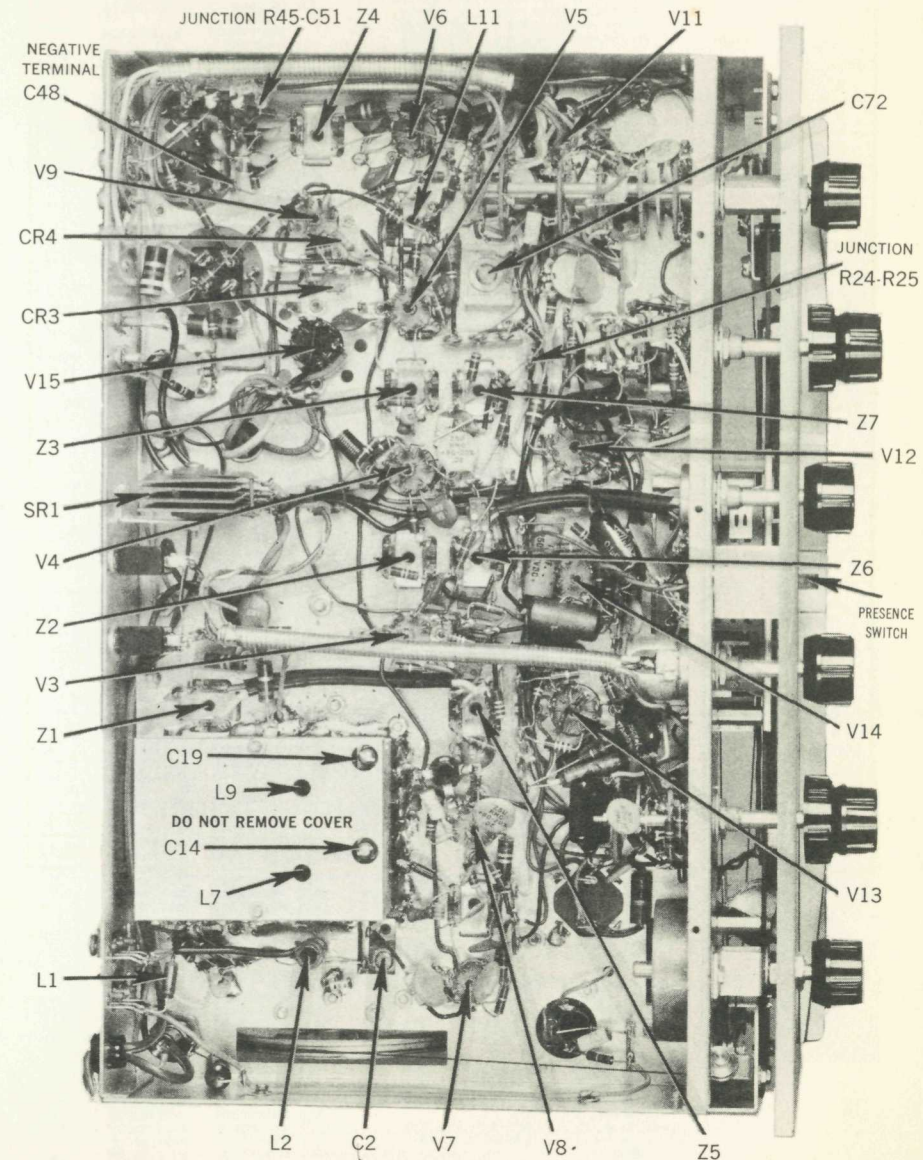 JUNCTION R45-C51
Z4
V6
L11
V5
V11
NEGATIVE
TERMINAL
C48
C72
V9
CR4
JUNCTION
R24-R25
CR3
V15
Z7
Z3
V12
SR1
V4
Z6
Z2
PRESENCE
SWITCH
V3
V14
Z1
C19
L9
DO NOT REMOVE COVER
C14
L7
V13
L1
L2
C2
V7
V8
Z5